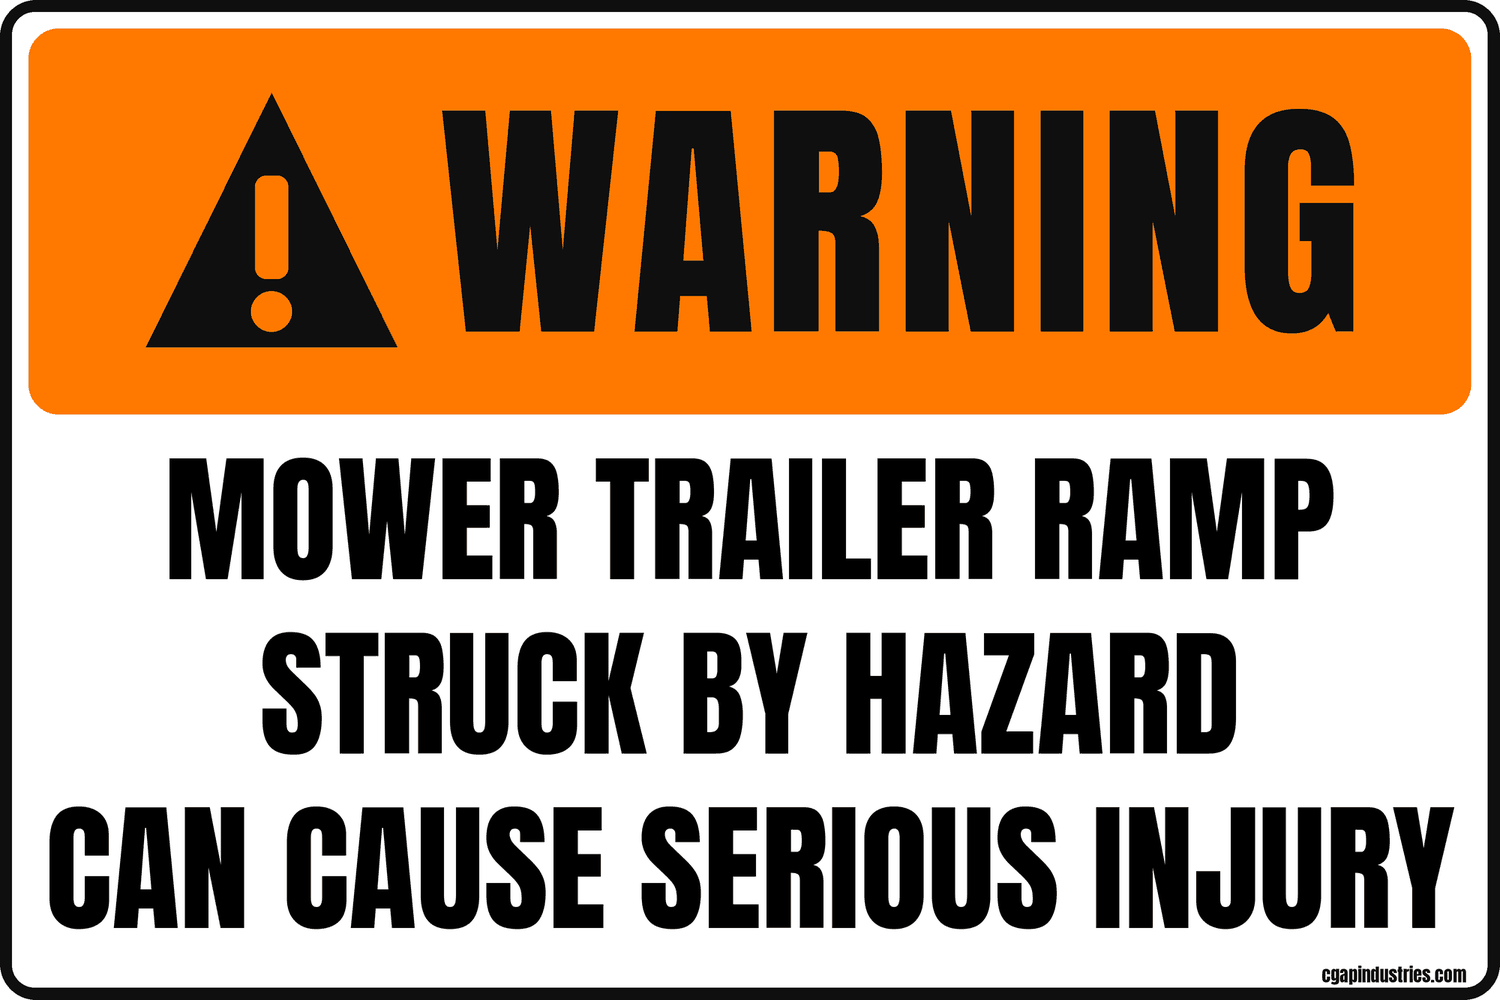 WARNING
MOWER TRAILER RAMP
STRUCK BY HAZARD
CAN CAUSE SERIOUS INJURY
cgapindustries.com